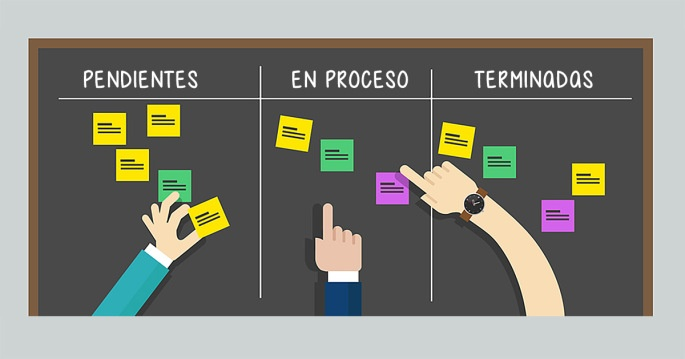 PENDIENTES
EN PROCESO
TERMINADAS